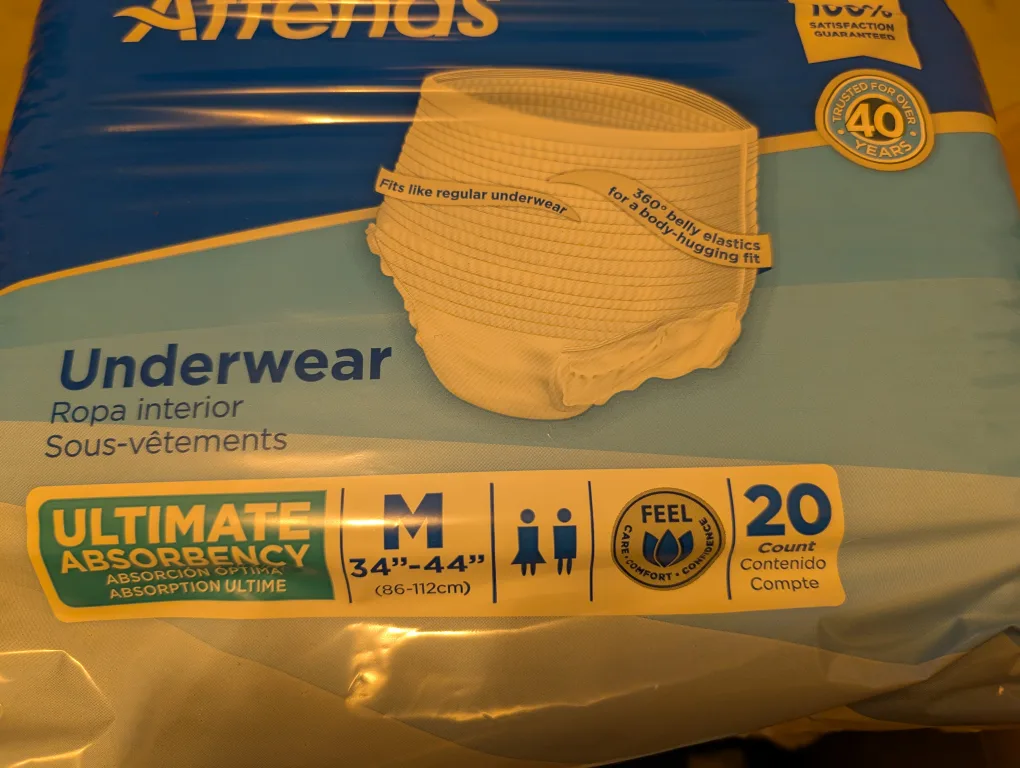 Attends
100%
SATISFACTION
GUARANTEED
TRUSTED FOR OVER
40
YEARS
Fits like regular underwear
360° belly elastics
for a body-hugging fit
Underwear
Ropa interior
Sous-vêtements
ULTIMATE
ABSORBENCY
ABSORCIÓN ÓPTIMA
ABSORPTION ULTIME
M
34”-44”
(86-112cm)
FEEL
CARE • COMFORT • CONFIDENCE
20
Count
Contenido
Compte